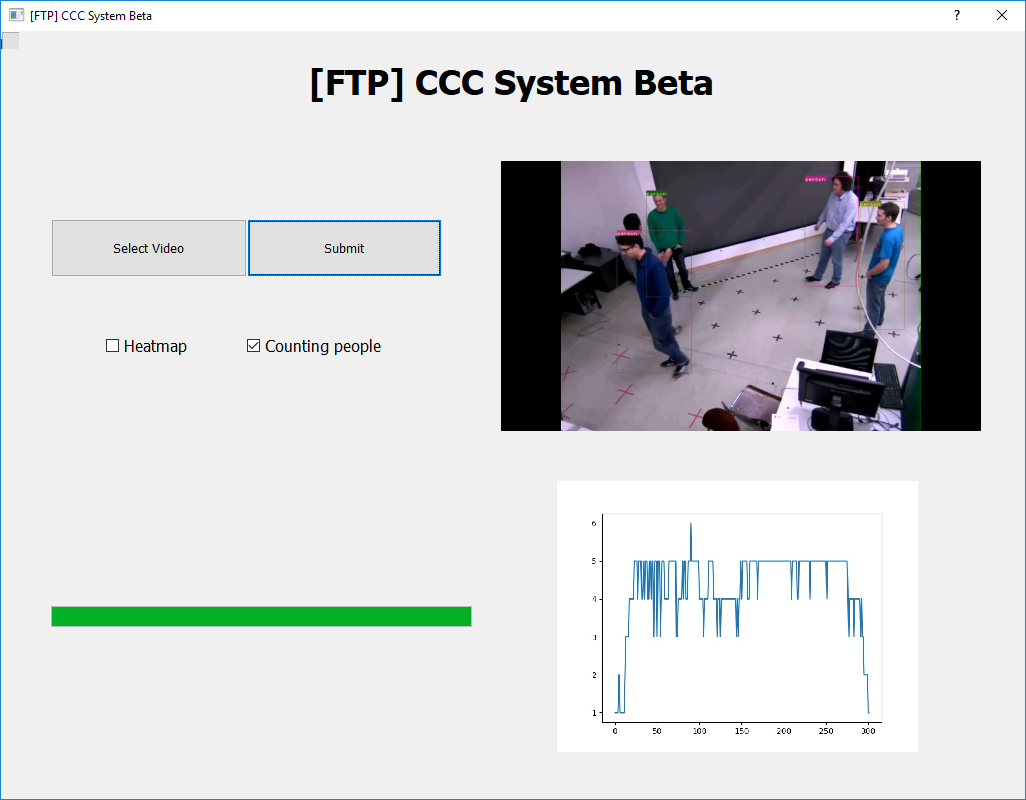 [FTP] CCC System Beta
?
[FTP] CCC System Beta
Select Video
Submit
Heatmap
Counting people
person
person
person
person
6
5
4
3
2
1
0
50
100
150
200
250
300